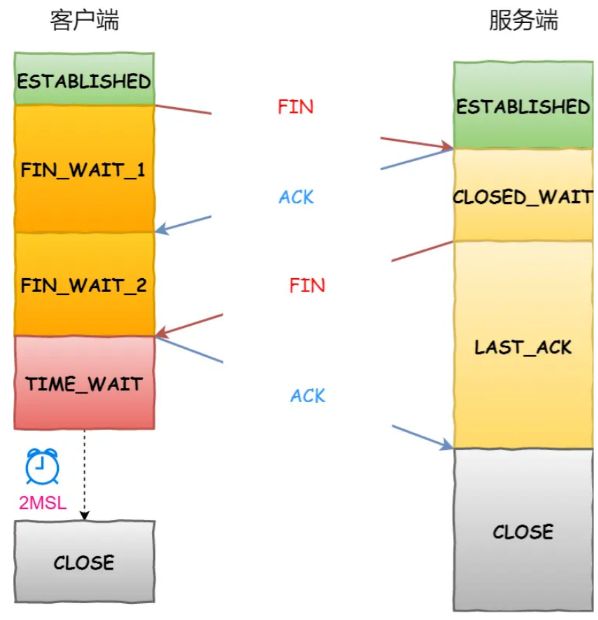 客户端
服务端
ESTABLISHED
FIN
ESTABLISHED
FIN_WAIT_1
ACK
CLOSED_WAIT
FIN_WAIT_2
FIN
LAST_ACK
TIME_WAIT
ACK
2MSL
CLOSE
CLOSE